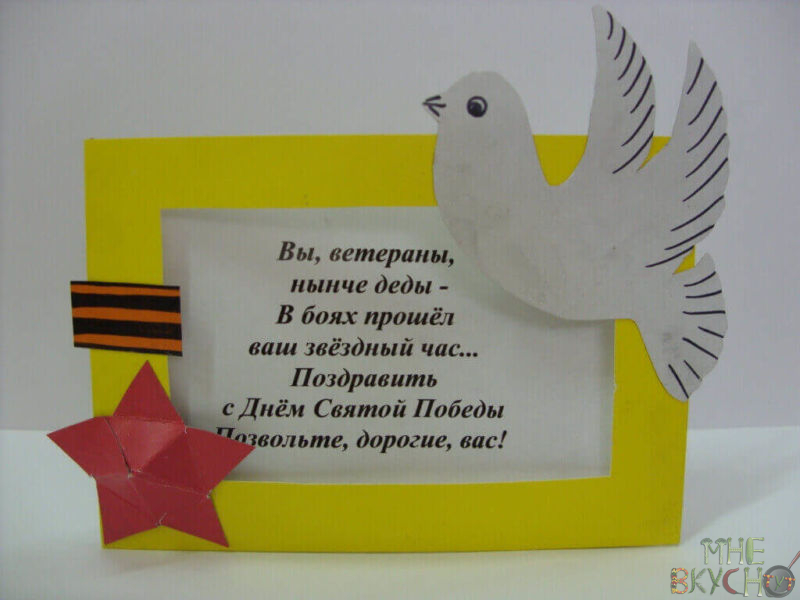 Вы, ветераны,
нынче деды -
В боях прошёл
ваш звёздный час...
Поздравить
с Днём Святой Победы
Позвольте, дорогие, вас!
МНЕ
ВКУСНО